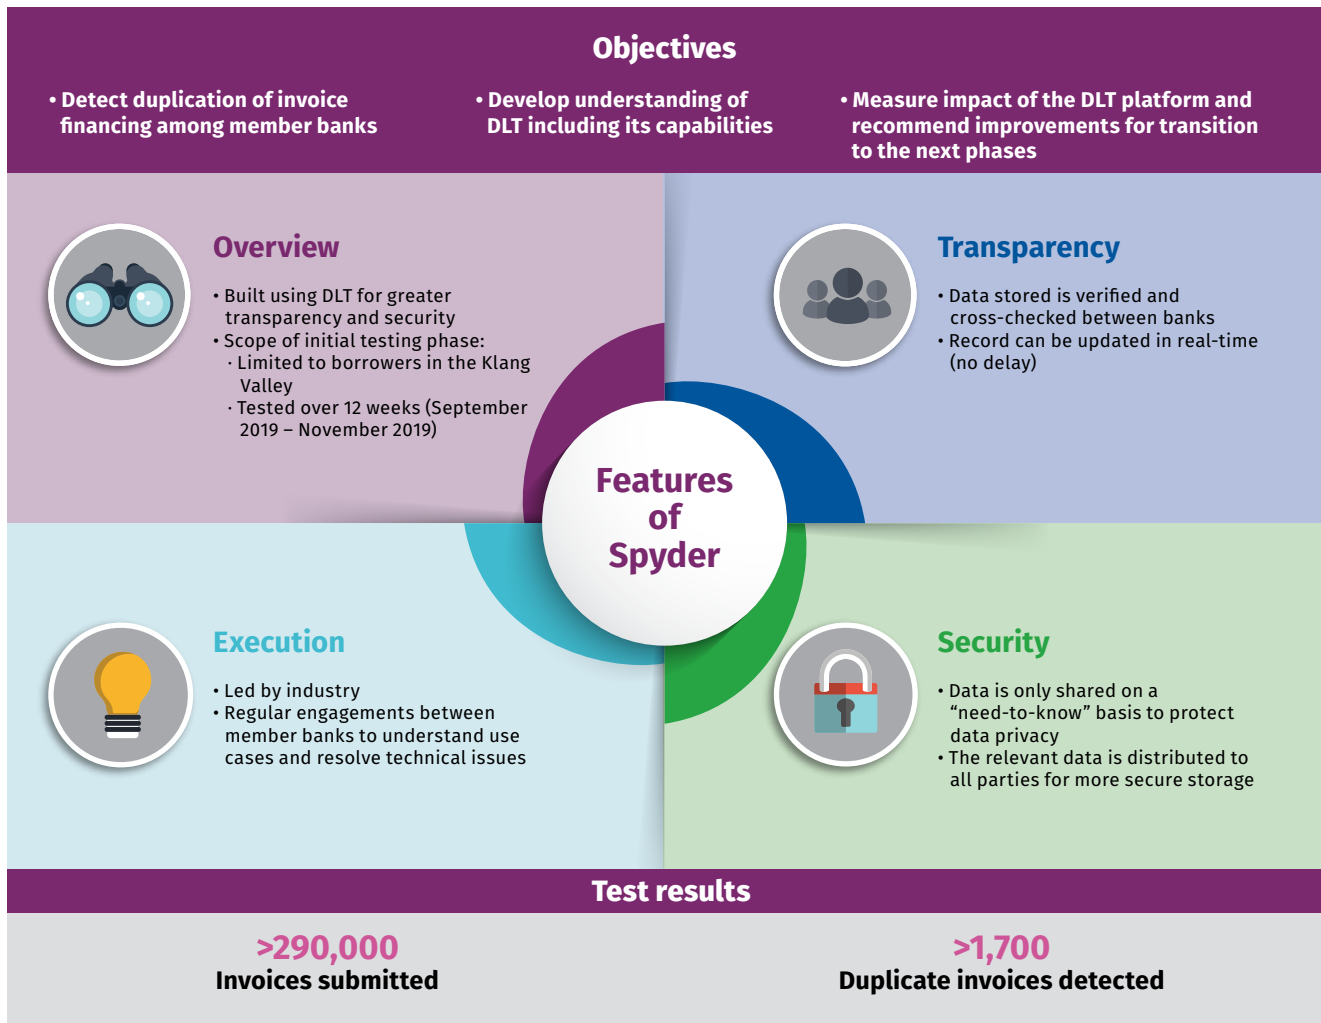 Objectives
• Detect duplication of invoice
financing among member banks
• Develop understanding of
DLT including its capabilities
• Measure impact of the DLT platform and
recommend improvements for transition
to the next phases
Overview
• Built using DLT for greater
transparency and security
• Scope of initial testing phase:
· Limited to borrowers in the Klang
Valley
· Tested over 12 weeks (September
2019 – November 2019)
Transparency
• Data stored is verified and
cross-checked between banks
• Record can be updated in real-time
(no delay)
Features
of
Spyder
Execution
• Led by industry
• Regular engagements between
member banks to understand use
cases and resolve technical issues
Security
• Data is only shared on a
“need-to-know” basis to protect
data privacy
• The relevant data is distributed to
all parties for more secure storage
Test results
>290,000
Invoices submitted
>1,700
Duplicate invoices detected